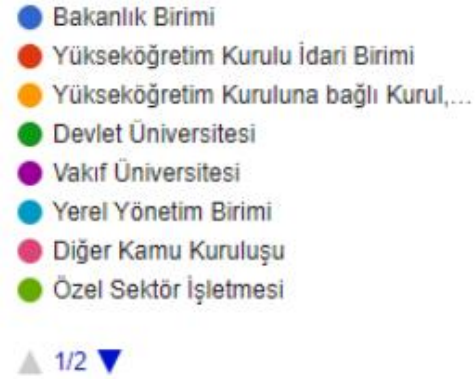 Bakanlık Birimi
Yükseköğretim Kurulu İdari Birimi
Yükseköğretim Kuruluna bağlı Kurul,...
Devlet Üniversitesi
Vakıf Üniversitesi
Yerel Yönetim Birimi
Diğer Kamu Kuruluşu
Özel Sektör İşletmesi
1/2